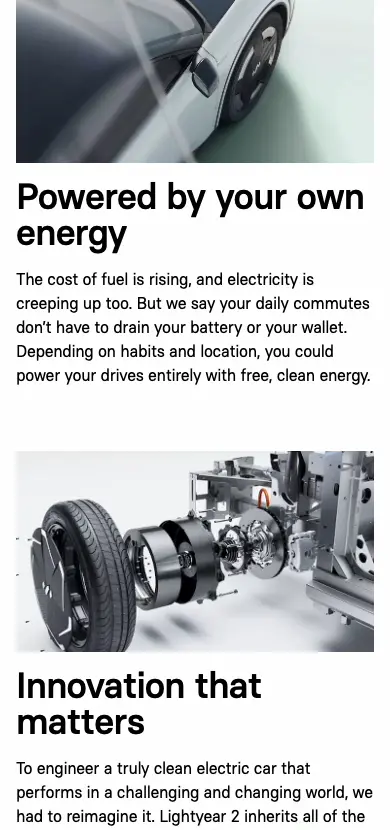 Powered by your own
energy
The cost of fuel is rising, and electricity is
creeping up too. But we say your daily commutes
don’t have to drain your battery or your wallet.
Depending on habits and location, you could
power your drives entirely with free, clean energy.
Innovation that
matters
To engineer a truly clean electric car that
performs in a challenging and changing world, we
had to reimagine it. Lightyear 2 inherits all of the